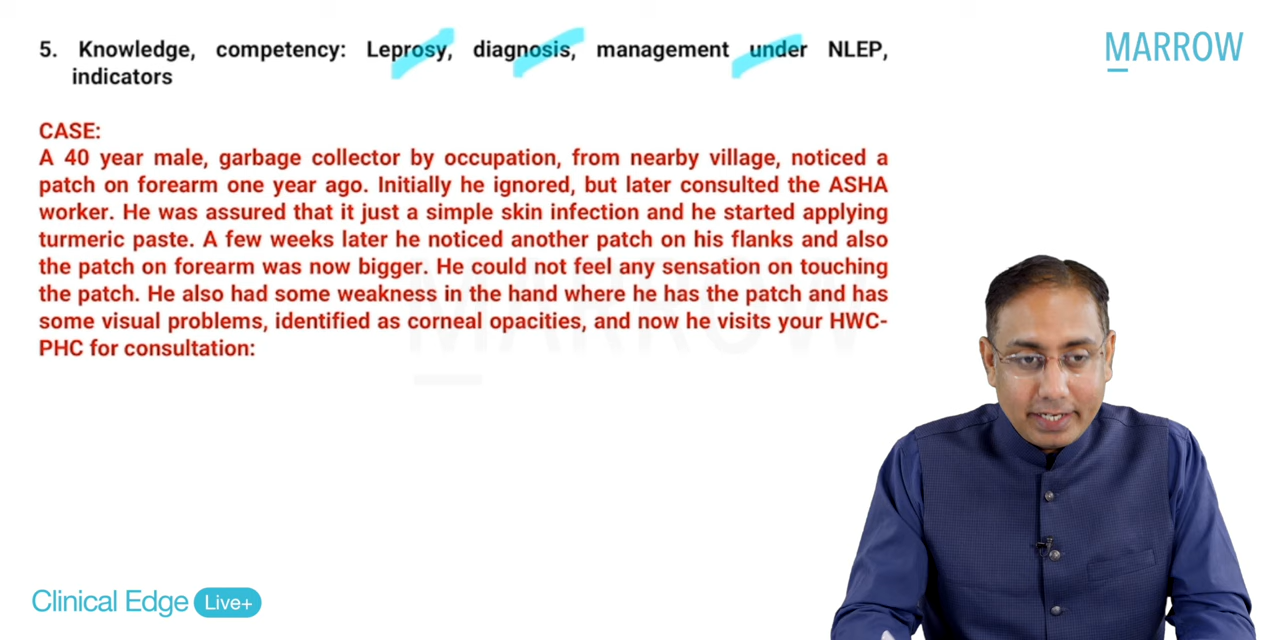 5. Knowledge, competency: Leprosy, diagnosis, management under NLEP,
indicators
MARROW
CASE:
A 40 year male, garbage collector by occupation, from nearby village, noticed a
patch on forearm one year ago. Initially he ignored, but later consulted the ASHA
worker. He was assured that it just a simple skin infection and he started applying
turmeric paste. A few weeks later he noticed another patch on his flanks and also
the patch on forearm was now bigger. He could not feel any sensation on touching
the patch. He also had some weakness in the hand where he has the patch and has
some visual problems, identified as corneal opacities, and now he visits your HWC-
PHC for consultation:
MARROW
Clinical Edge Live+